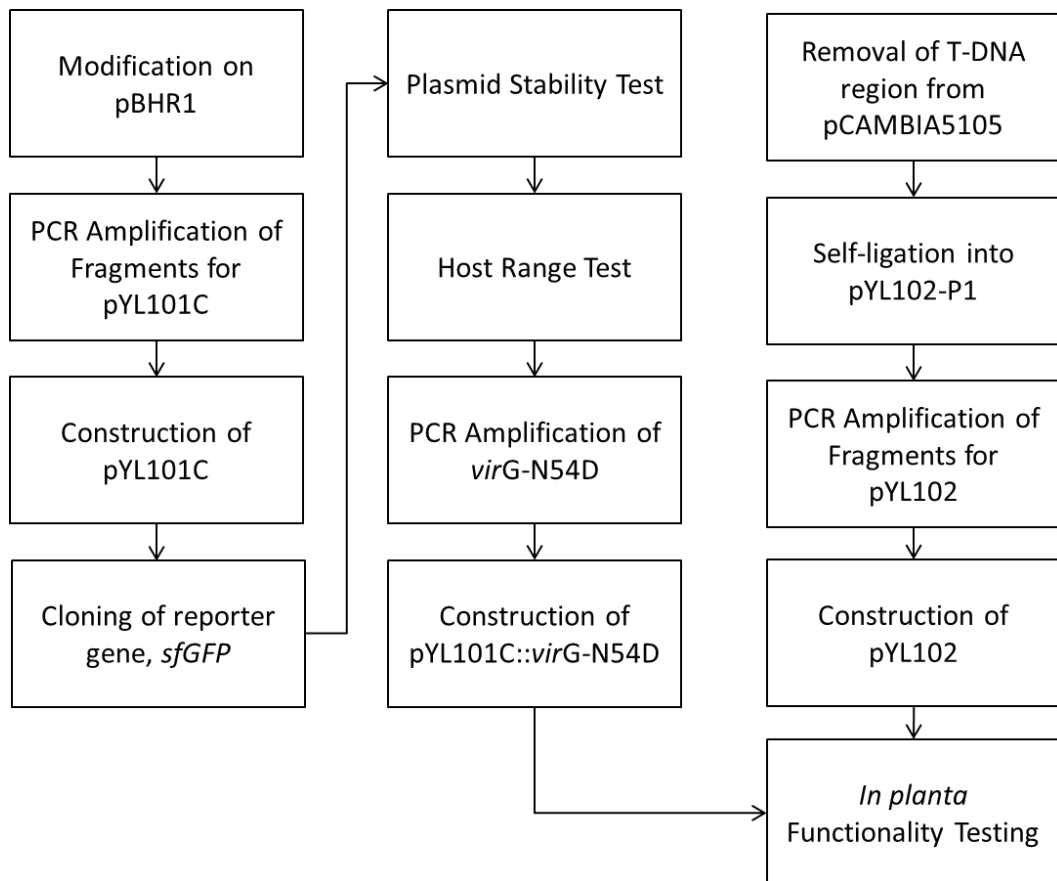 Modification on
pBHR1
PCR Amplification of
Fragments for
pYL101C
Construction of
pYL101C
Cloning of reporter
gene, sfGFP
Plasmid Stability Test
Host Range Test
PCR Amplification of
virG-N54D
Construction of
pYL101C::virG-N54D
Removal of T-DNA
region from
pCAMBIA5105
Self-ligation into
pYL102-P1
PCR Amplification of
Fragments for
pYL102
Construction of
pYL102
In planta
Functionality Testing